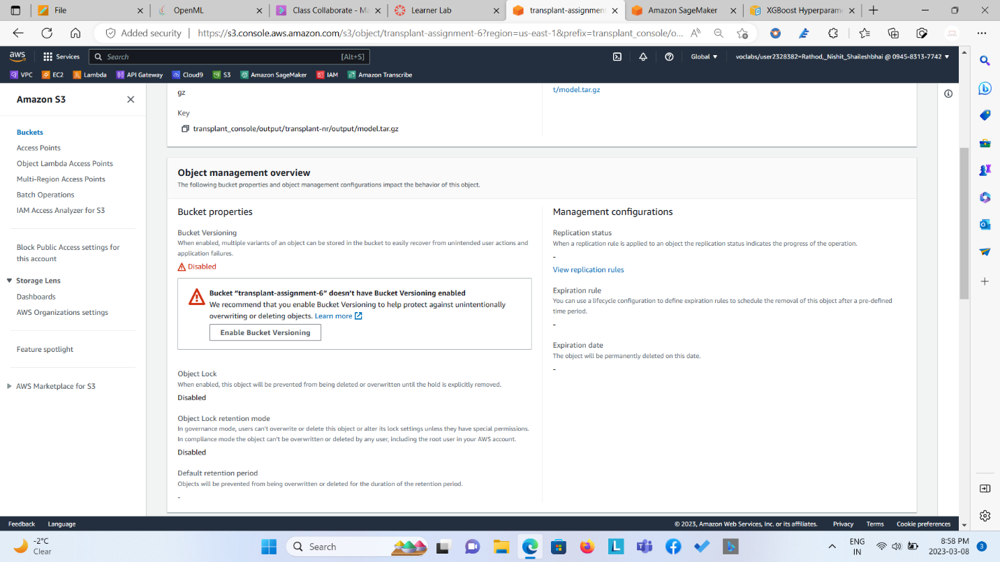 File
OpenML
Class Collaborate - Ma
Learner Lab
transplant-assignment
Amazon SageMaker
XGBoost Hyperparame
Added security
https://s3.console.aws.amazon.com/s3/object/transplant-assignment-6?region=us-east-1&prefix=transplant_console/o...
aws
Services
Search
[Alt+S]
Global
voclabs/user2328382=Rathod,_Nishit_Shaileshbhai @ 0945-8313-7742
VPC
EC2
Lambda
API Gateway
Cloud9
S3
Amazon SageMaker
IAM
Amazon Transcribe
Amazon S3
Buckets
Access Points
Object Lambda Access Points
Multi-Region Access Points
Batch Operations
IAM Access Analyzer for S3
Block Public Access settings for
this account
Storage Lens
Dashboards
AWS Organizations settings
Feature spotlight
AWS Marketplace for S3
gz
t/model.tar.gz
Key
transplant_console/output/transplant-nr/output/model.tar.gz
Object management overview
The following bucket properties and object management configurations impact the behavior of this object.
Bucket properties
Bucket Versioning
When enabled, multiple variants of an object can be stored in the bucket to easily recover from unintended user actions and
application failures.
Disabled
Bucket “transplant-assignment-6” doesn’t have Bucket Versioning enabled
We recommend that you enable Bucket Versioning to help protect against unintentionally
overwriting or deleting objects. Learn more
Enable Bucket Versioning
Object Lock
When enabled, this object will be prevented from being deleted or overwritten until the hold is explicitly removed.
Disabled
Object Lock retention mode
In governance mode, users can’t overwrite or delete this object or alter its lock settings unless they have special permissions.
In compliance mode the object can’t be overwritten or deleted by any user, including the root user in your AWS account.
Disabled
Default retention period
Objects will be prevented from being overwritten or deleted for the duration of the retention period.
-
Management configurations
Replication status
When a replication rule is applied to an object the replication status indicates the progress of the operation.
-
View replication rules
Expiration rule
You can use a lifecycle configuration to define expiration rules to schedule the removal of this object after a pre-defined
time period.
-
Expiration date
The object will be permanently deleted on this date.
-
Feedback
Language
© 2023, Amazon Web Services, Inc. or its affiliates.
Privacy
Terms
Cookie preferences
-2°C
Clear
Search
ENG
IN
8:58 PM
2023-03-08
3